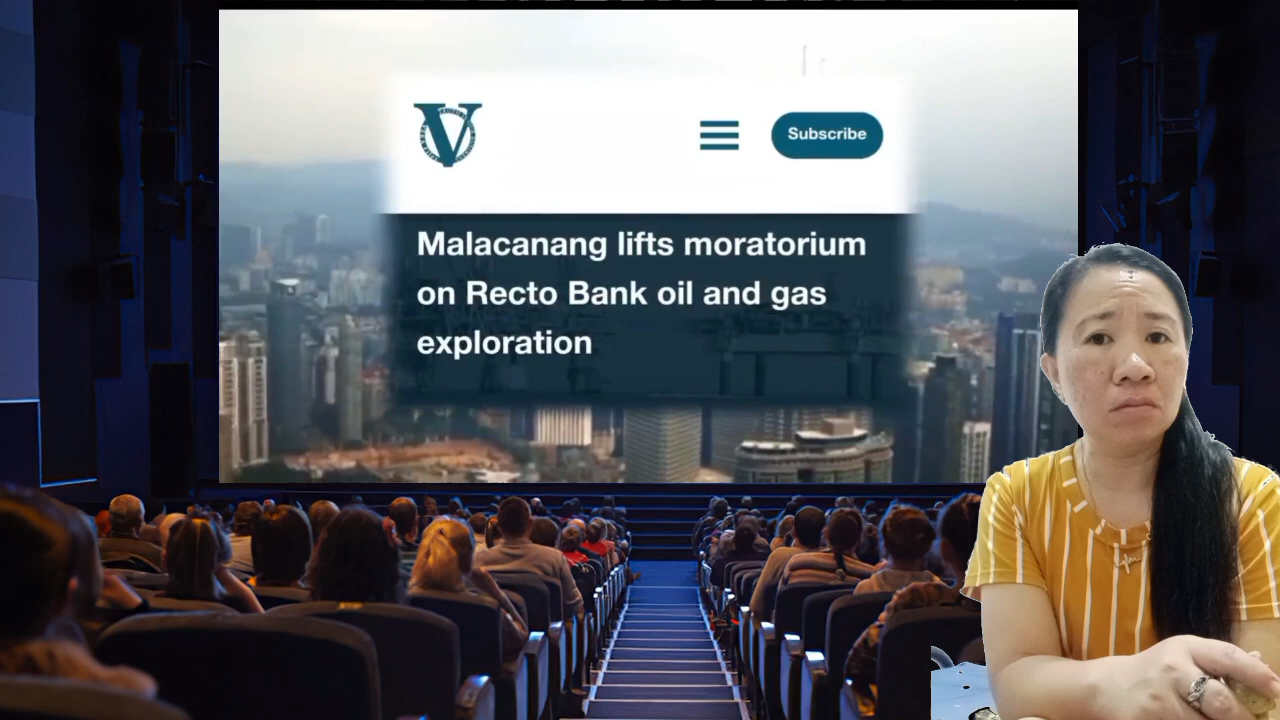 V
Subscribe
Malacanang lifts moratorium
on Recto Bank oil and gas
exploration